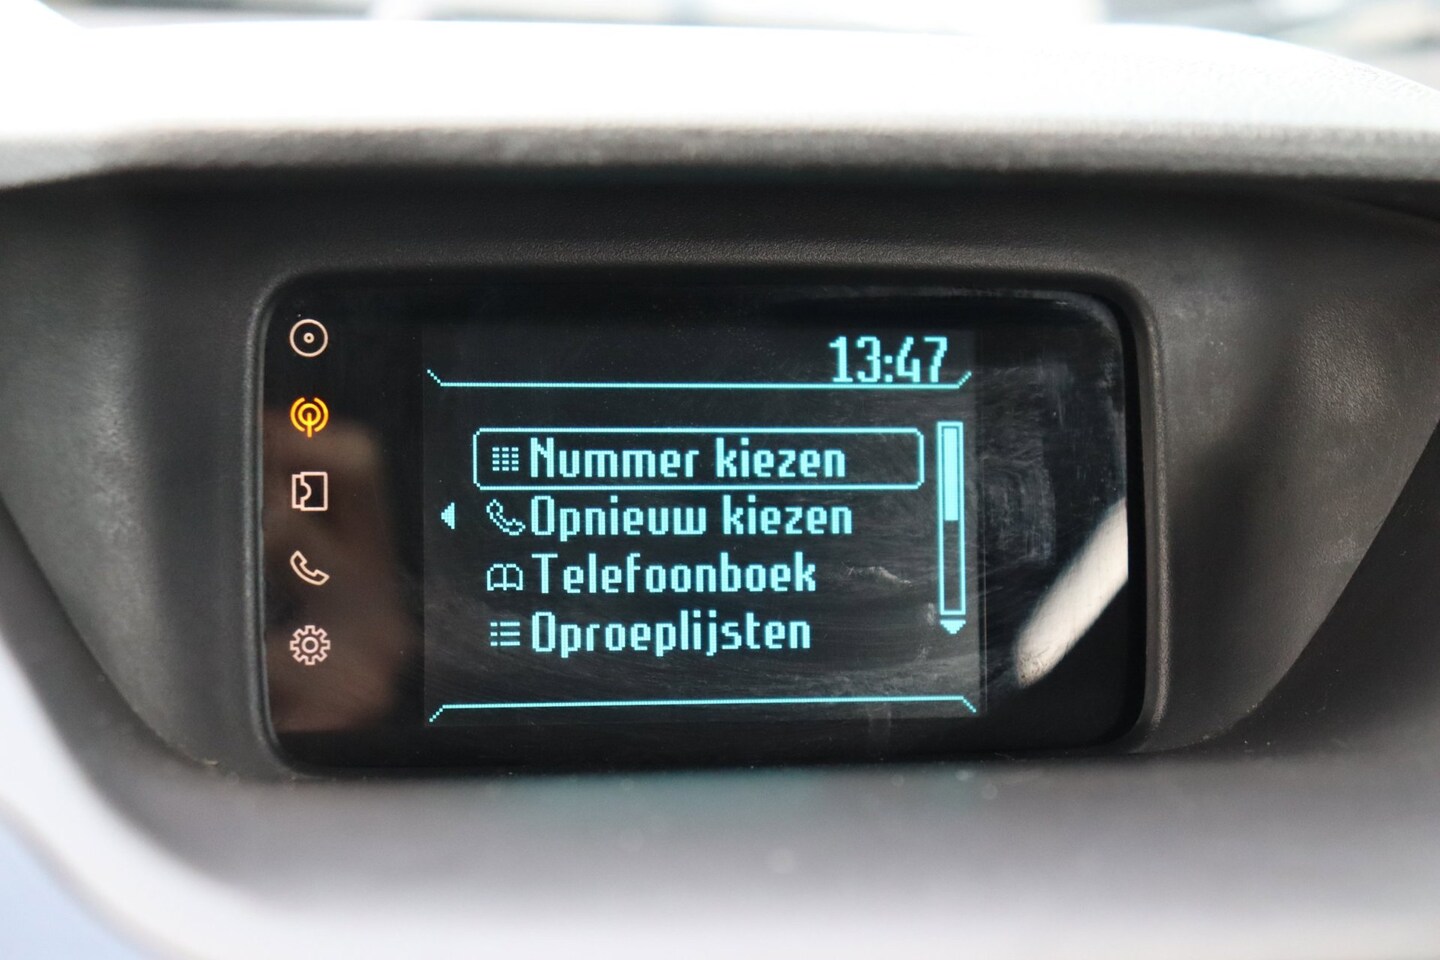 13:47
Nummer kiezen
Opnieuw kiezen
Telefoonboek
Oproeplijsten